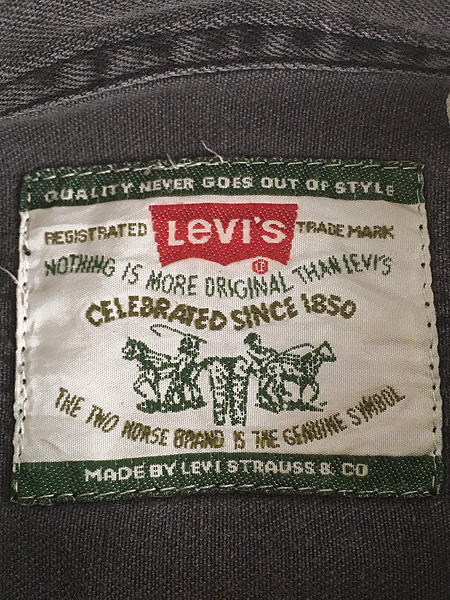 QUALITY NEVER GOES OUT OF STYLE
REGISTRATED LEVI'S TRADE MARK
NOTHING IS MORE ORIGINAL THAN LEVI'S
CELEBRATED SINCE 1850
THE TWO HORSE BRAND IS THE GENUINE SYMBOL
MADE BY LEVI STRAUSS & CO